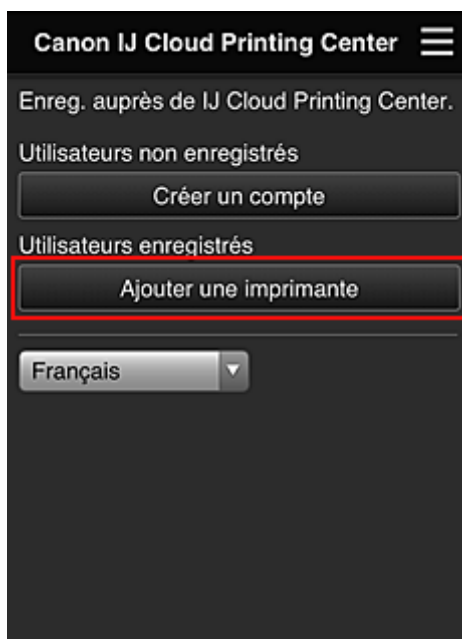 Canon IJ Cloud Printing Center
Enreg. auprès de IJ Cloud Printing Center.
Utilisateurs non enregistrés
Créer un compte
Utilisateurs enregistrés
Ajouter une imprimante
Français